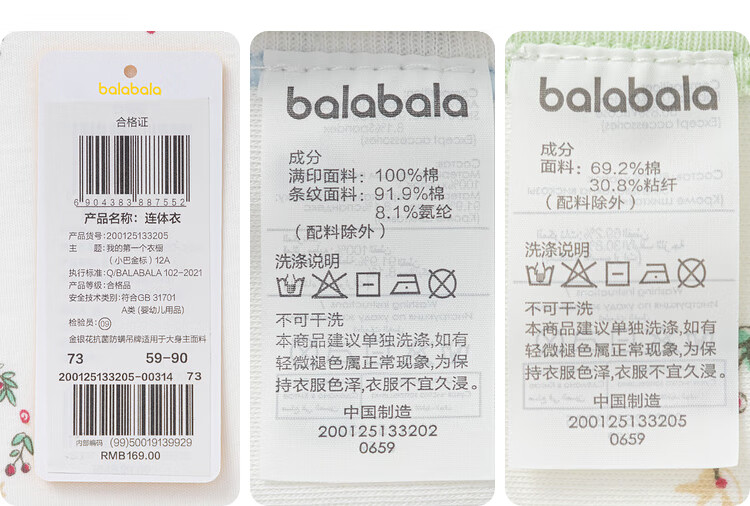 balabala
合格证
6904383887552
产品名称：连体衣
产品货号：200125133205
主 题：我的第一个衣橱
（小巴金标）12A
执行标准：Q/BALABALA 102-2021
产品等级：合格品
安全技术类别：符合GB 31701
A类（婴幼儿用品）
检验员：09
金银花抗菌防螨吊牌适用于大身主面料
73 59-90
200125133205-00314 73
内部编码 (99)50019139929
RMB169.00
balabala
成分
满印面料：100%棉
条纹面料：91.9%棉
8.1%氨纶
（配料除外）
洗涤说明
不可干洗
本商品建议单独洗涤,如有
轻微褪色属正常现象,为保
持衣服色泽,衣服不宜久浸。
中国制造
200125133202
0659
balabala
成分
面料：69.2%棉
30.8%粘纤
（配料除外）
洗涤说明
不可干洗
本商品建议单独洗涤,如有
轻微褪色属正常现象,为保
持衣服色泽,衣服不宜久浸。
中国制造
200125133205
0659